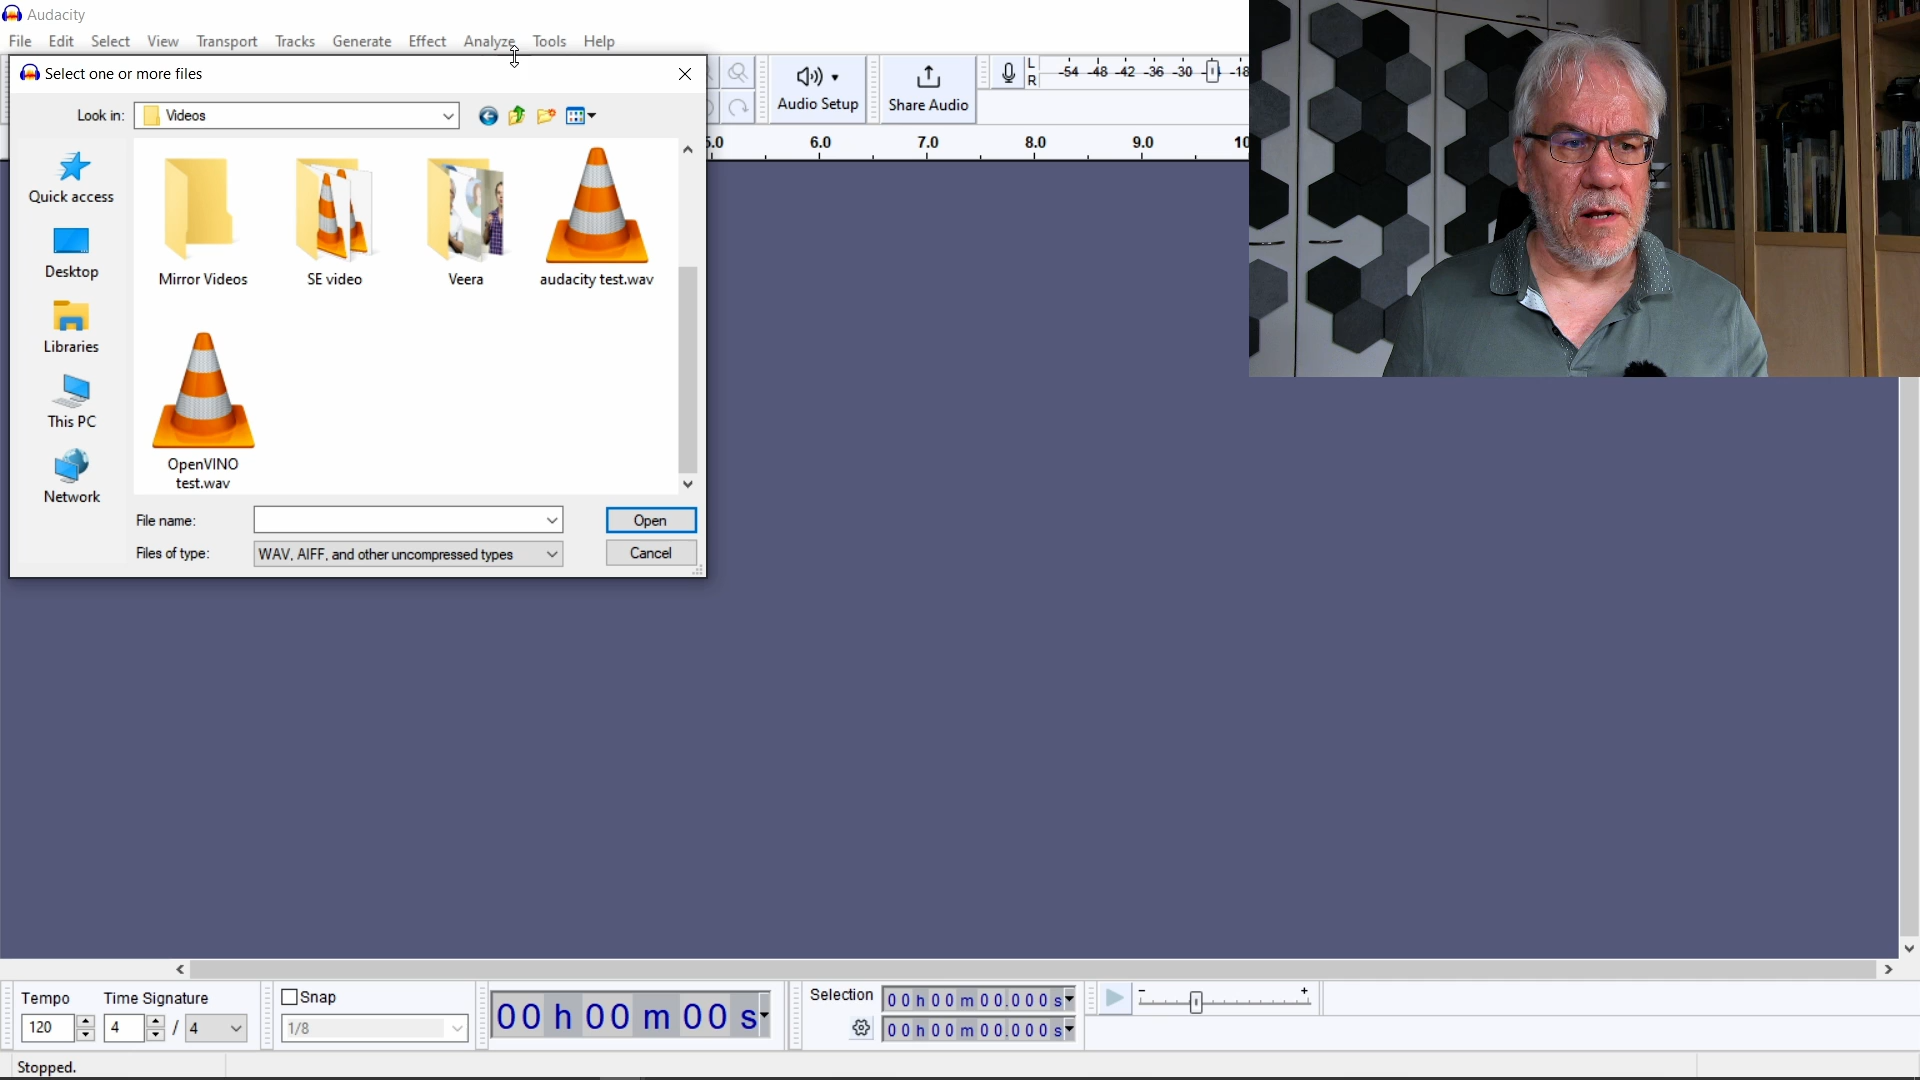 Audacity
File Edit Select View Transport Tracks Generate Effect Analyze Tools Help
Select one or more files
Look in: Videos
Quick access
Desktop
Libraries
This PC
Network
Mirror Videos SE video Veera audacity test.wav
OpenVINO
test.wav
File name: Open
Files of type: WAV, AIFF, and other uncompressed types Cancel
Audio Setup
Share Audio
L
R
-54 -48 -42 -36 -30 -18
5.0 6.0 7.0 8.0 9.0 10
Tempo Time Signature
120 4 / 4
Snap
1/8
00 h 00 m 00 s
Selection 00 h 00 m 00.000 s
00 h 00 m 00.000 s
- +
Stopped.